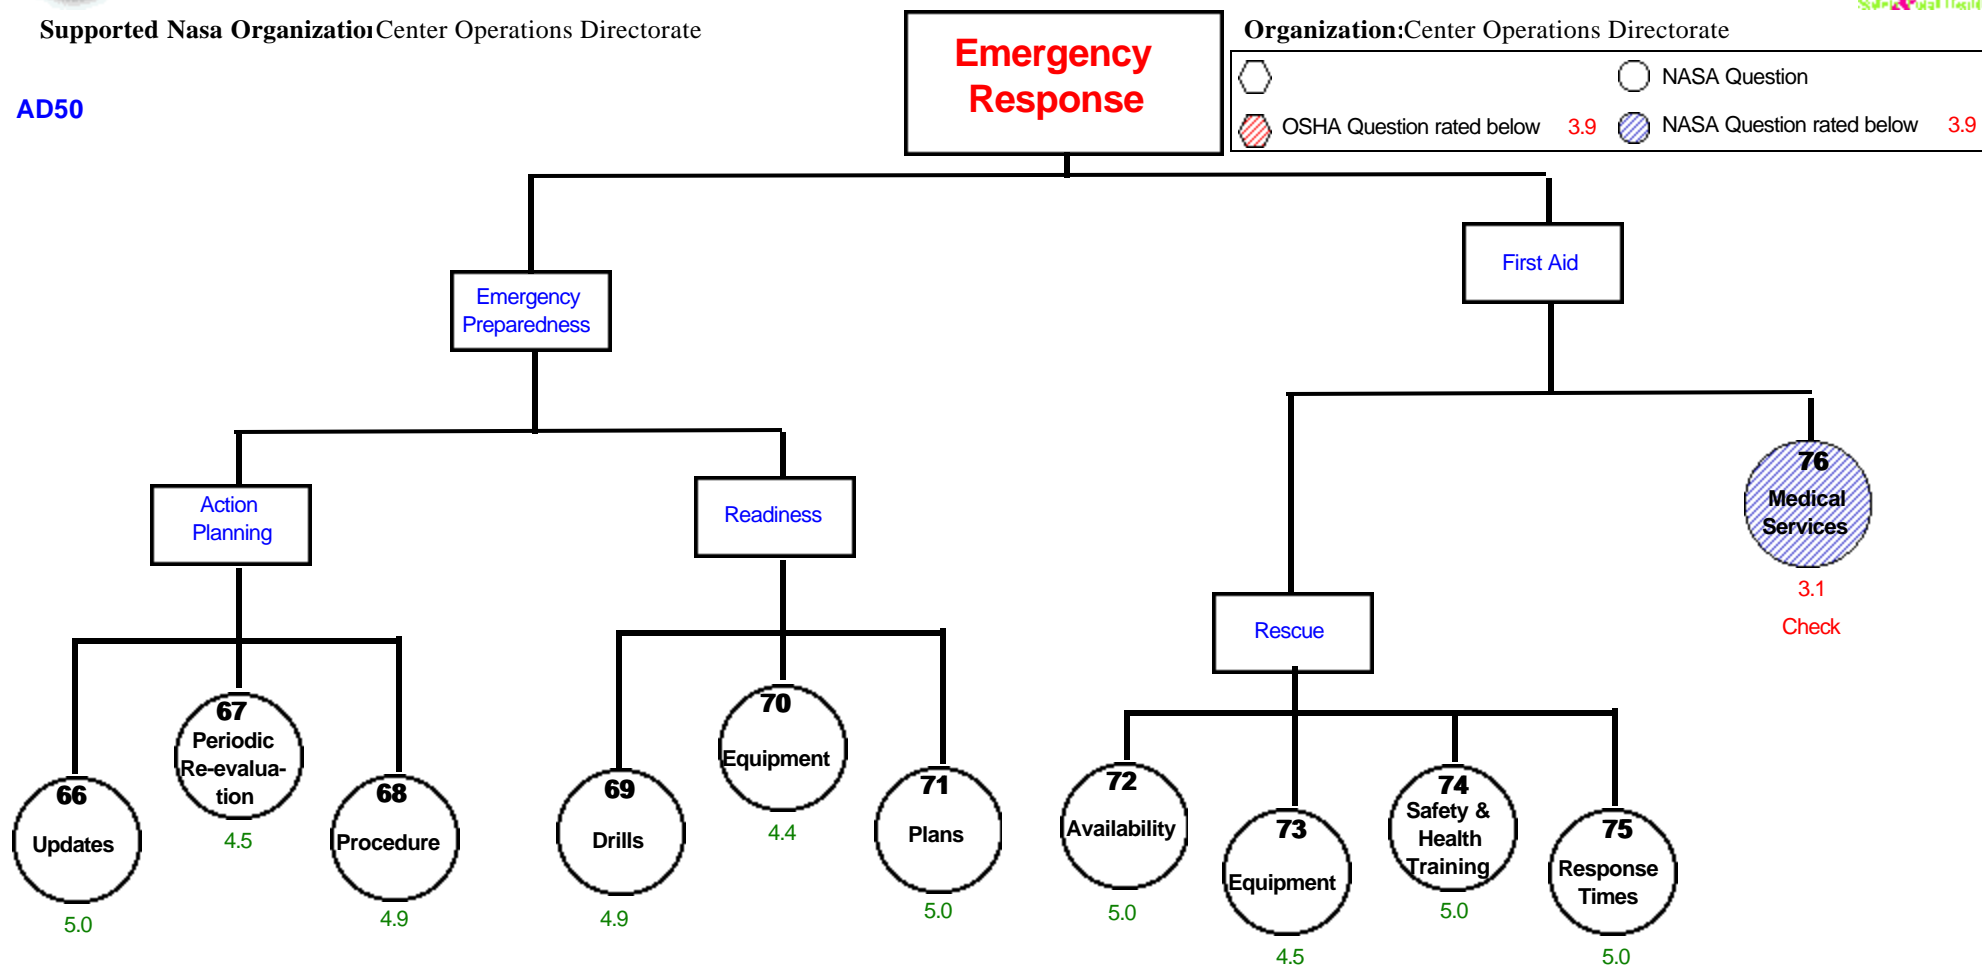 Supported Nasa Organization Center Operations Directorate
Emergency
Response
Organization: Center Operations Directorate
NASA Question
OSHA Question rated below 3.9
NASA Question rated below 3.9
AD50
First Aid
Emergency
Preparedness
Action
Planning
Readiness
76
Medical
Services
3.1
Check
Rescue
66
Updates
5.0
67
Periodic
Re-evalua-
tion
4.5
68
Procedure
4.9
69
Drills
4.9
70
Equipment
4.4
71
Plans
5.0
72
Availability
5.0
73
Equipment
4.5
74
Safety &
Health
Training
5.0
75
Response
Times
5.0